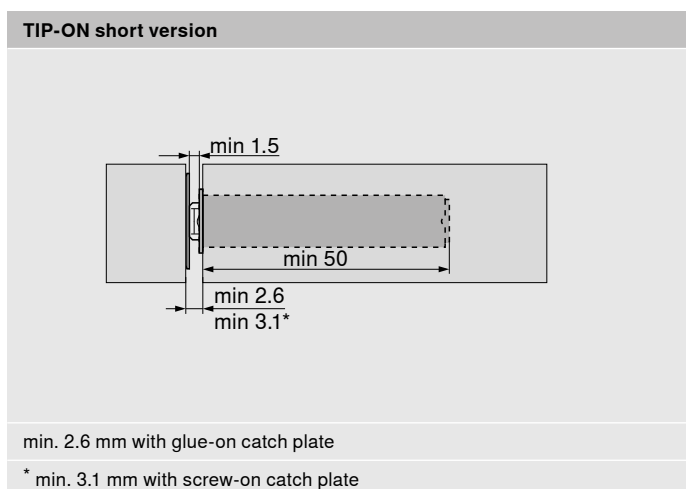 TIP-ON short version
min 1.5
min 50
min 2.6
min 3.1*
min. 2.6 mm with glue-on catch plate
* min. 3.1 mm with screw-on catch plate